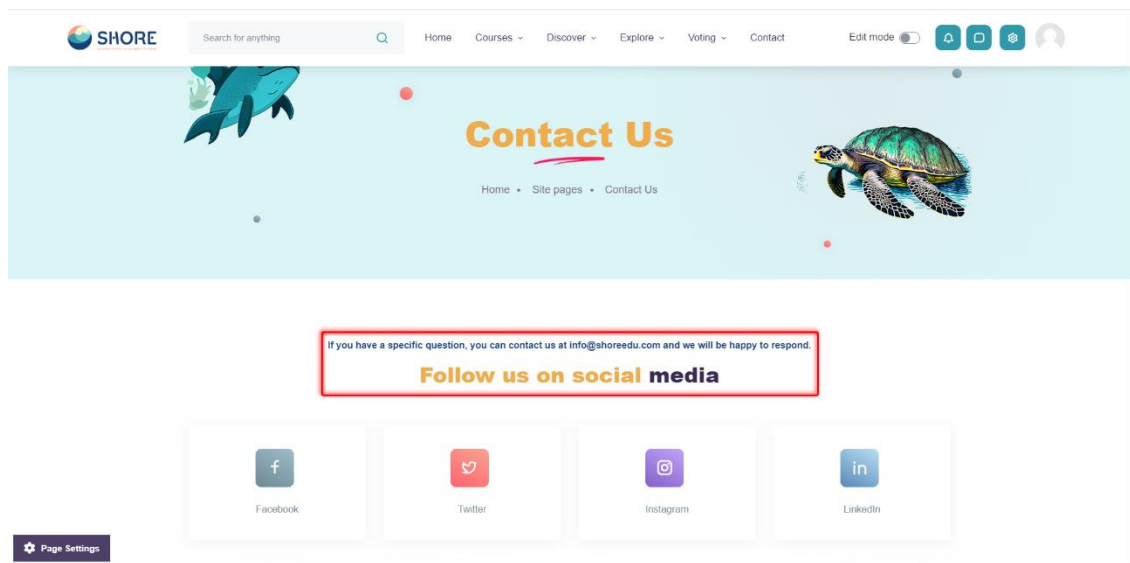 SHORE
Search for anything
Home Courses Discover Explore Voting Contact
Edit mode
Contact Us
Home • Site pages • Contact Us
If you have a specific question, you can contact us at info@shoreedu.com and we will be happy to respond.
Follow us on social media
Facebook Twitter Instagram LinkedIn
Page Settings